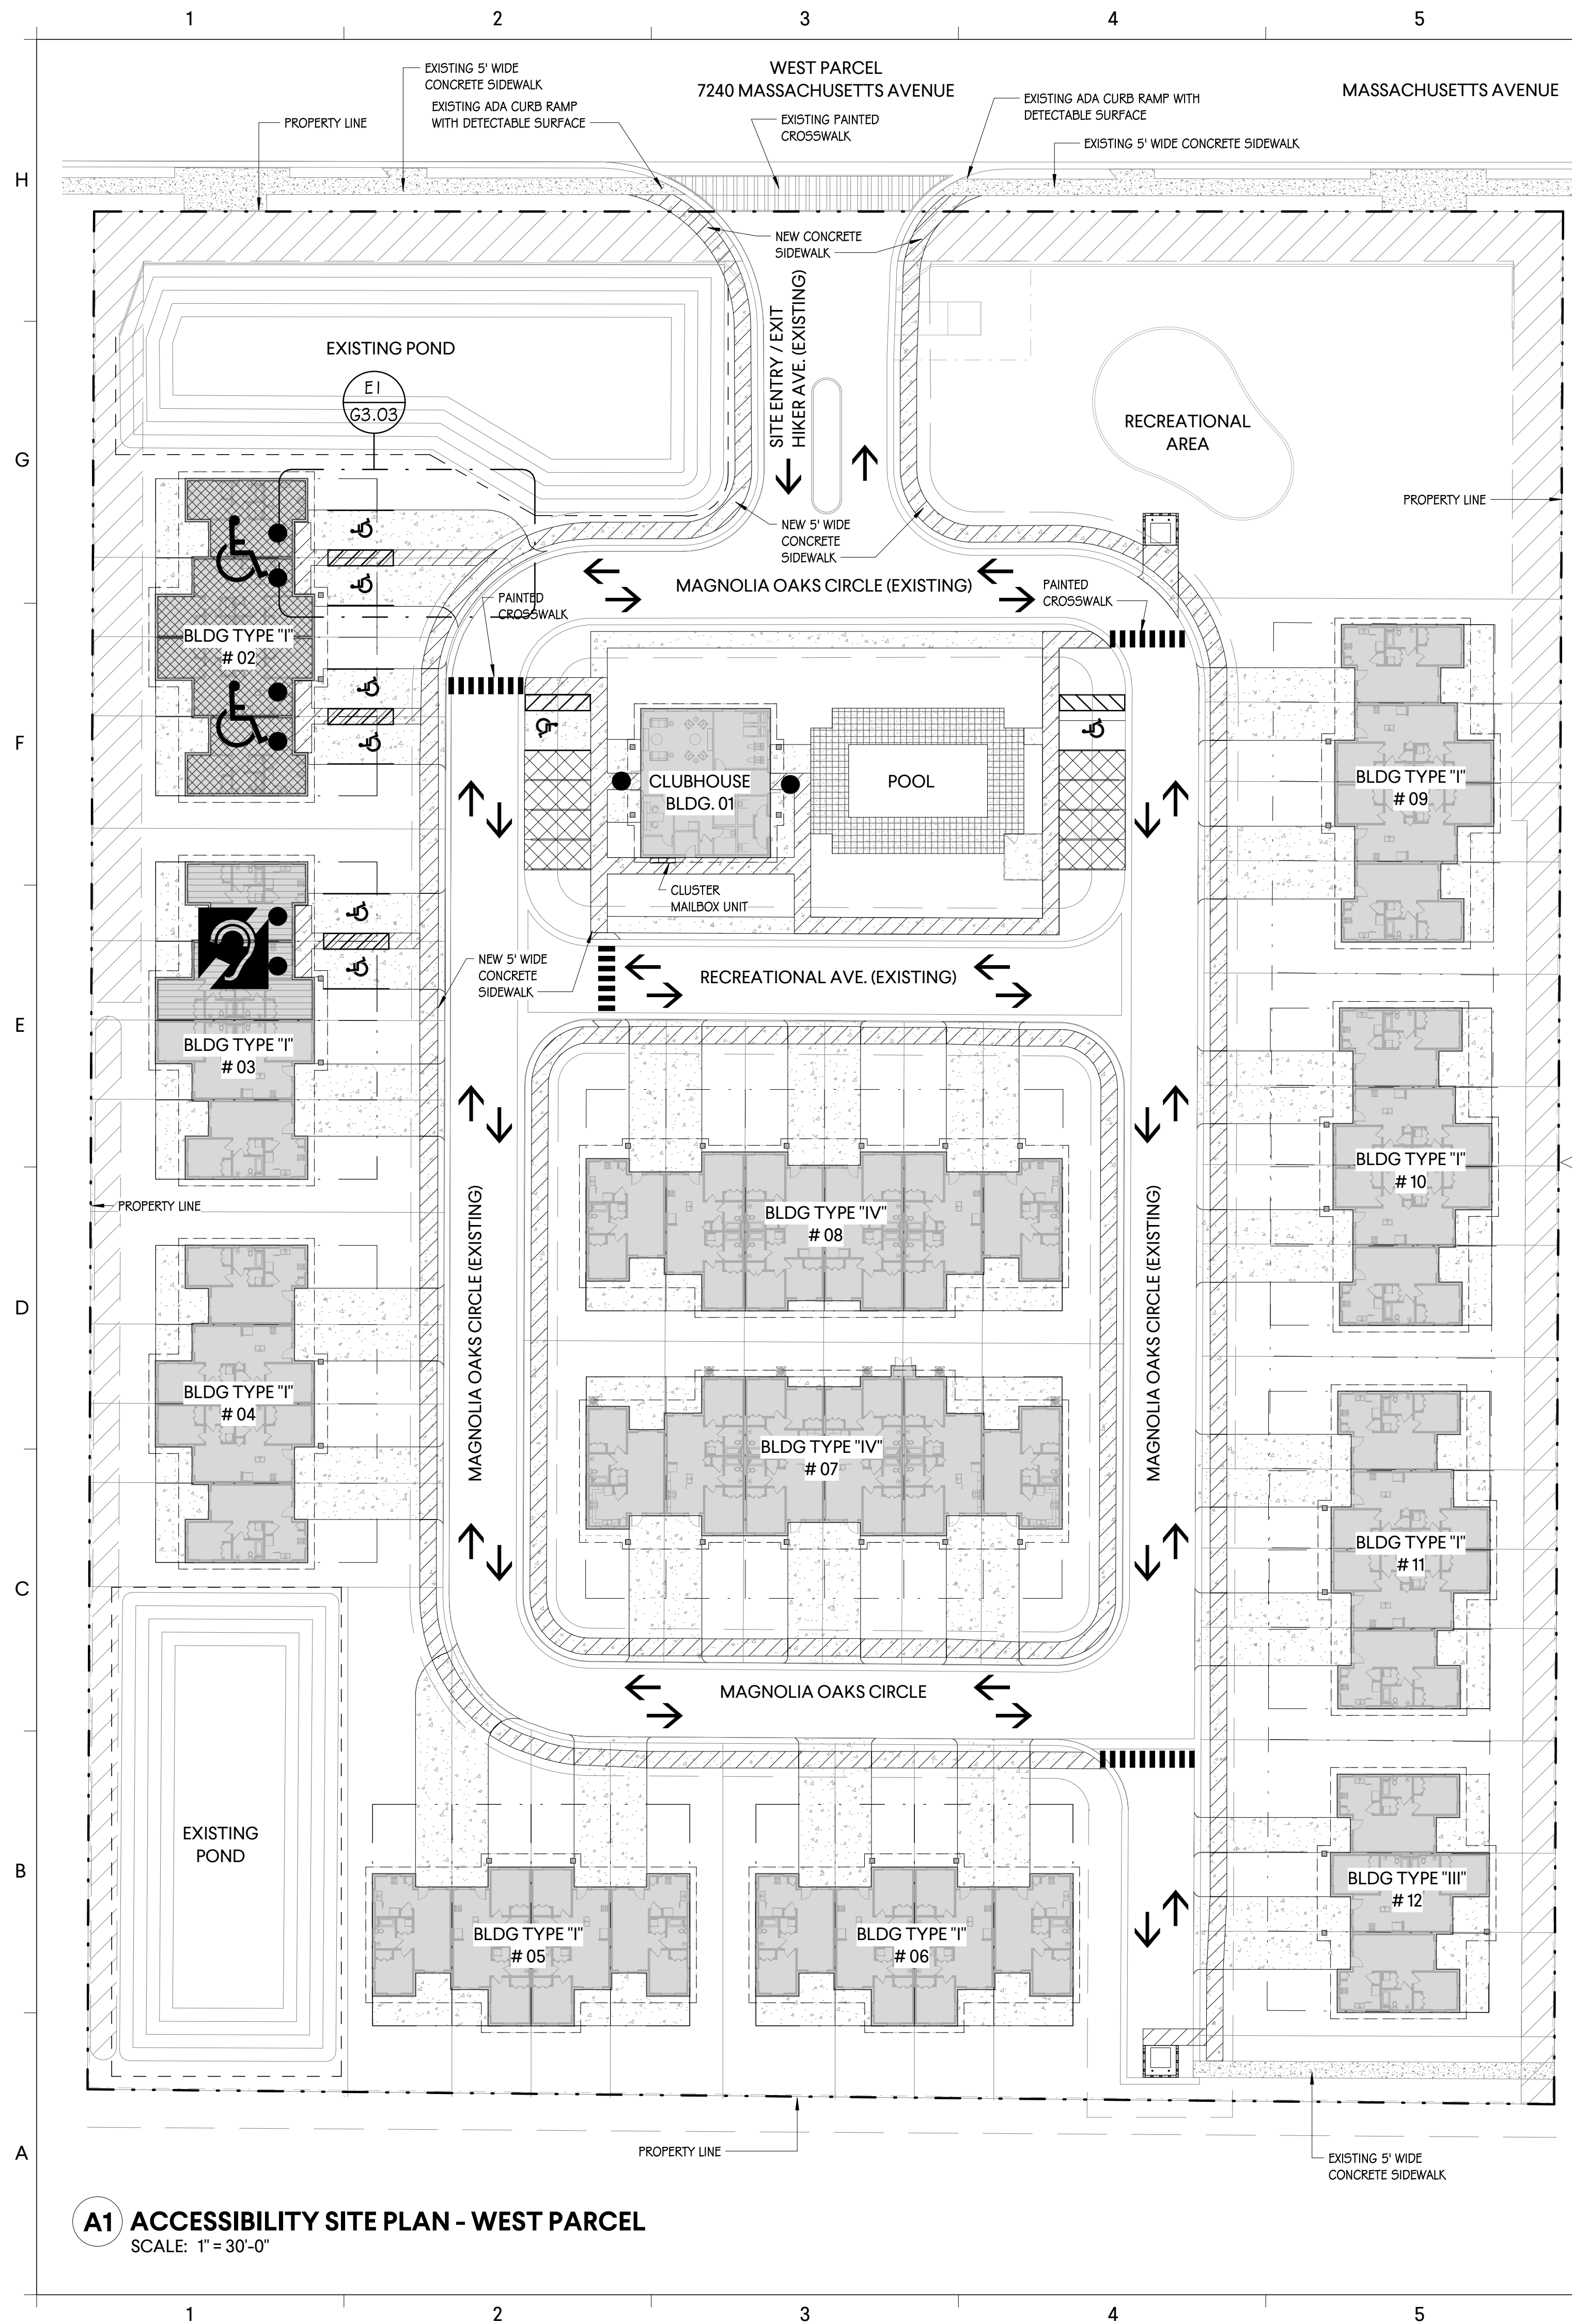 1 2 3 4 5
WEST PARCEL
7240 MASSACHUSETTS AVENUE
MASSACHUSETTS AVENUE
EXISTING 5' WIDE
CONCRETE SIDEWALK
EXISTING ADA CURB RAMP
WITH DETECTABLE SURFACE
PROPERTY LINE
EXISTING PAINTED
CROSSWALK
EXISTING ADA CURB RAMP WITH
DETECTABLE SURFACE
EXISTING 5' WIDE CONCRETE SIDEWALK
H
NEW CONCRETE
SIDEWALK
SITE ENTRY / EXIT
HIKER AVE. (EXISTING)
EXISTING POND
E1
G3.03
RECREATIONAL
AREA
G
PROPERTY LINE
NEW 5' WIDE
CONCRETE
SIDEWALK
MAGNOLIA OAKS CIRCLE (EXISTING)
PAINTED
CROSSWALK
PAINTED
CROSSWALK
BLDG TYPE "I"
# 02
F
CLUBHOUSE
BLDG. 01
POOL
BLDG TYPE "I"
# 09
CLUSTER
MAILBOX UNIT
NEW 5' WIDE
CONCRETE
SIDEWALK
RECREATIONAL AVE. (EXISTING)
E
BLDG TYPE "I"
# 03
BLDG TYPE "I"
# 10
PROPERTY LINE
BLDG TYPE "IV"
# 08
MAGNOLIA OAKS CIRCLE (EXISTING)
MAGNOLIA OAKS CIRCLE (EXISTING)
D
BLDG TYPE "I"
# 04
BLDG TYPE "IV"
# 07
BLDG TYPE "I"
# 11
C
MAGNOLIA OAKS CIRCLE
EXISTING
POND
B
BLDG TYPE "III"
# 12
BLDG TYPE "I"
# 05
BLDG TYPE "I"
# 06
PROPERTY LINE
A
EXISTING 5' WIDE
CONCRETE SIDEWALK
A1 ACCESSIBILITY SITE PLAN - WEST PARCEL
SCALE: 1" = 30'-0"
1 2 3 4 5